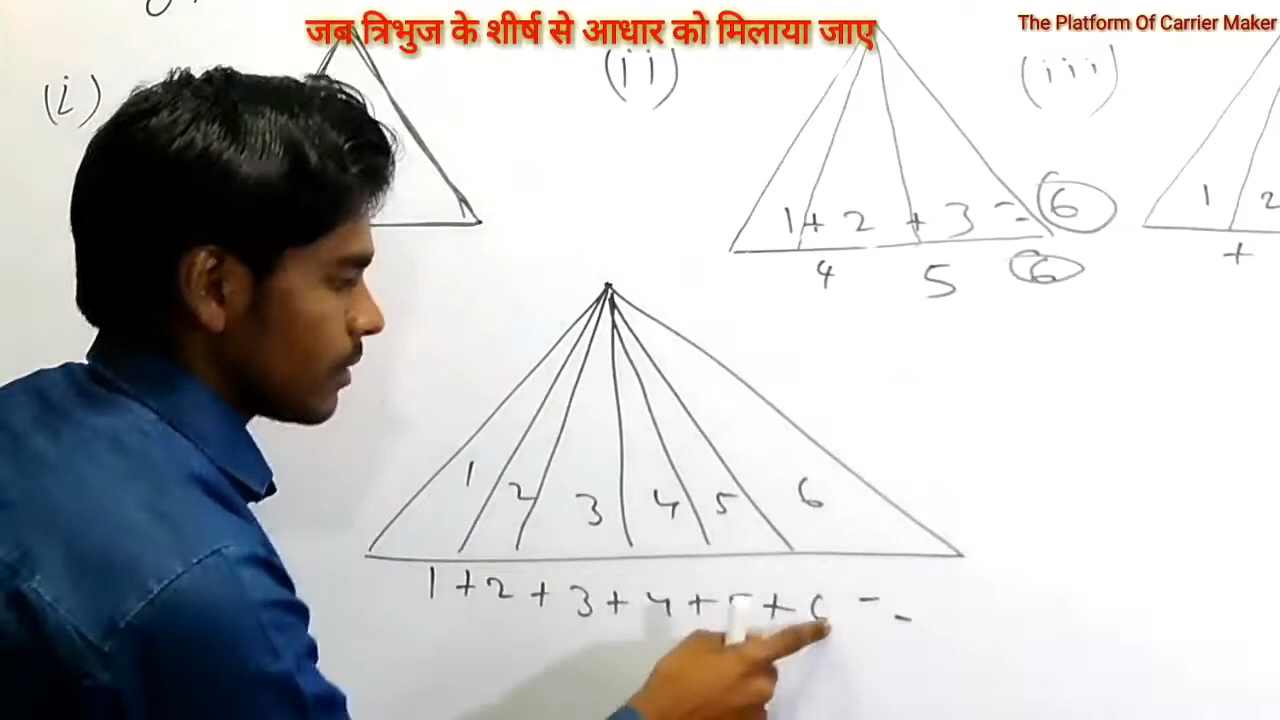 जब त्रिभुज के शीर्ष से आधार को मिलाया जाए
The Platform Of Carrier Maker
(i)
(ii)
(iii)
1 + 2 + 3 = 6
4 5 6
1 2
+
1 2 3 4 5 6
1 + 2 + 3 + 4 + 5 + 6 =